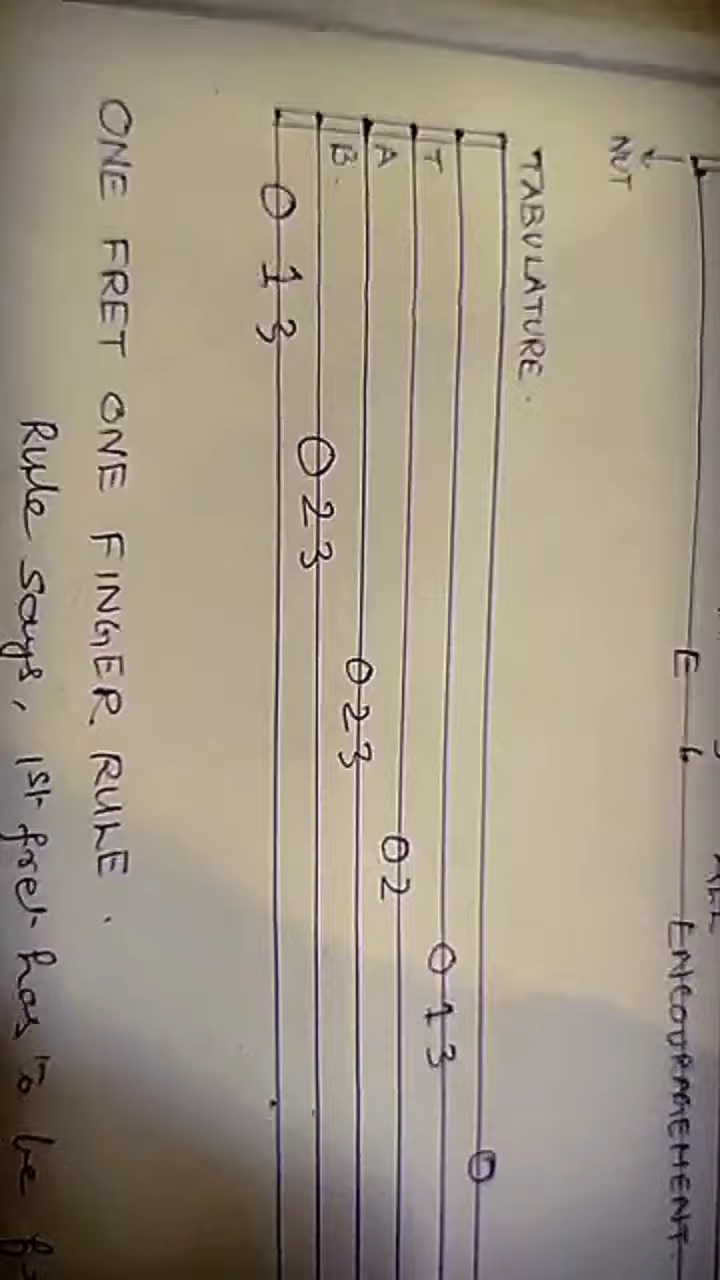 E L ENCOURAGEMENT
NUT
TABULATURE.
0
0 1 3
T 0 2
A 0 2 3
B. 0 2 3
0 1 3
ONE FRET ONE FINGER RULE.
Rule says, 1st fret has to be